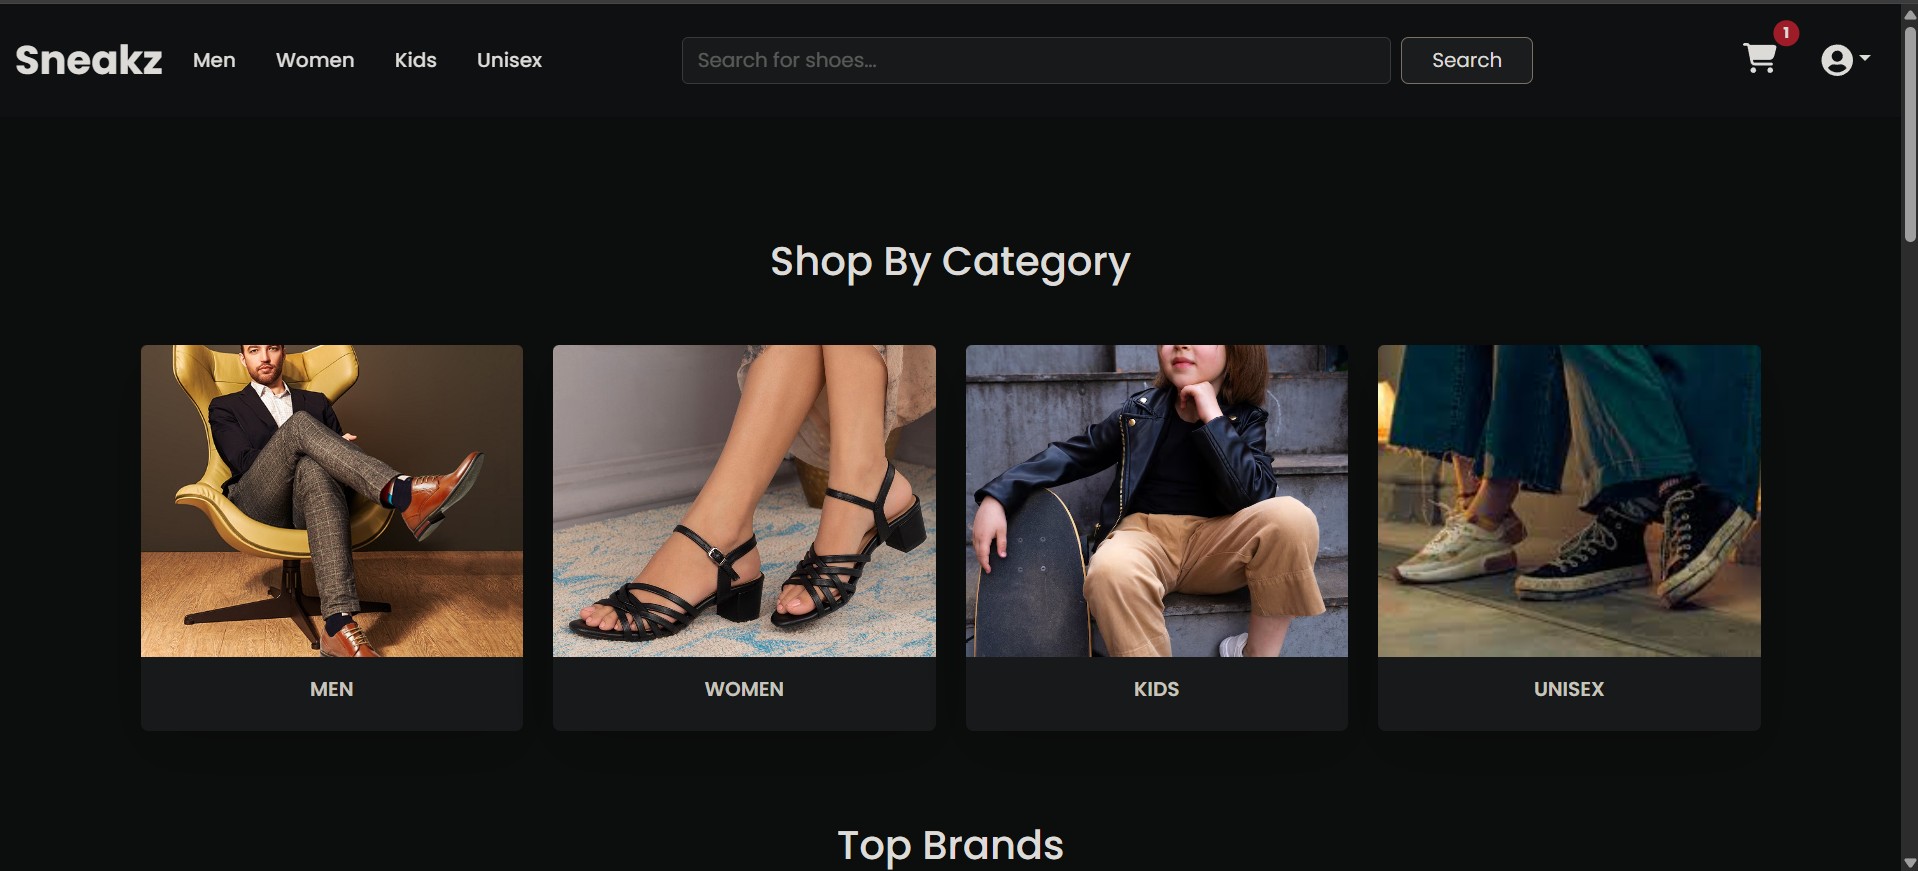 Sneakz Men Women Kids Unisex Search for shoes... Search 1
Shop By Category
MEN WOMEN KIDS UNISEX
Top Brands